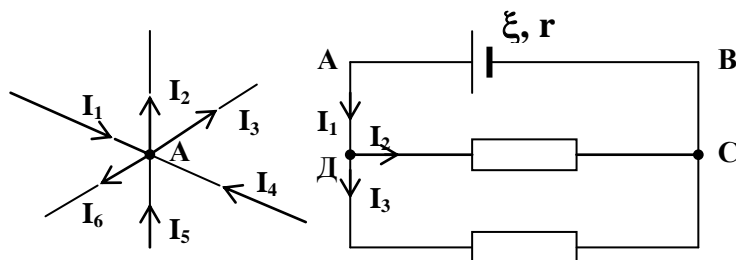 ξ, r
A B
I₁ I₂ I₃ A I₄ I₅ I₆
I₁ I₂ I₃ Д C